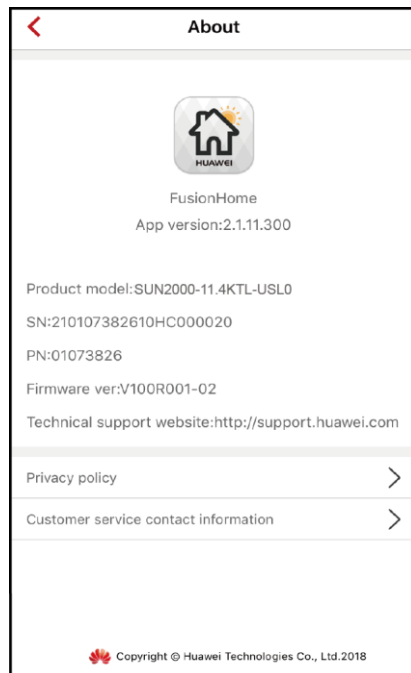 About
HUAWEI
FusionHome
App version:2.1.11.300
Product model:SUN2000-11.4KTL-USL0
SN:210107382610HC000020
PN:01073826
Firmware ver:V100R001-02
Technical support website:http://support.huawei.com
Privacy policy
Customer service contact information
Copyright © Huawei Technologies Co., Ltd.2018